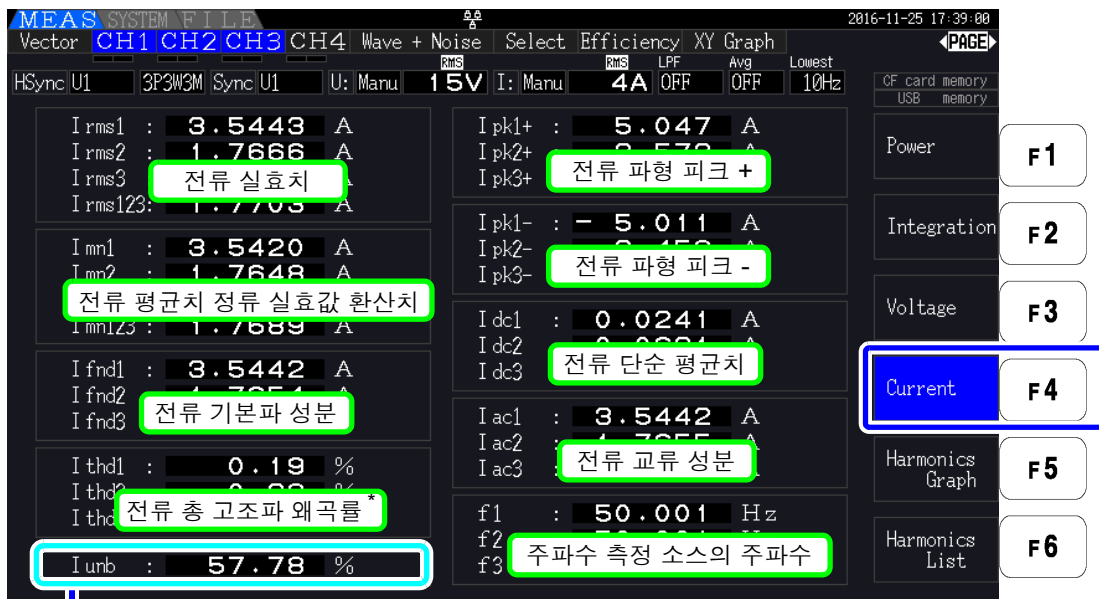 MEAS SYSTEM FILE 2016-11-25 17:39:00
Vector CH1 CH2 CH3 CH4 Wave + Noise Select Efficiency XY Graph ◀PAGE▶
RMS RMS LPF Avg Lowest
HSync U1 3P3W3M Sync U1 U: Manu 15V I: Manu 4A OFF OFF 10Hz
CF card memory
USB memory
Irms1 : 3.5443 A
Irms2 : 1.7666 A
Irms3 A
전류 실효치
Irms123: 1.7703 A
Imn1 : 3.5420 A
Imn2 : 1.7648 A
전류 평균치 정류 실효값 환산치
Imn123 : 1.7689 A
Ifnd1 : 3.5442 A
Ifnd2 A
Ifnd3
전류 기본파 성분
Ithd1 : 0.19 %
전류 총 고조파 왜곡률*
Iunb : 57.78 %
Ipk1+ : 5.047 A
Ipk2+ : A
Ipk3+
전류 파형 피크 +
Ipk1- : - 5.011 A
Ipk2-
Ipk3-
전류 파형 피크 -
Idc1 : 0.0241 A
Idc2
Idc3
전류 단순 평균치
Iac1 : 3.5442 A
Iac2 :
Iac3 :
전류 교류 성분
f1 : 50.001 Hz
f2
f3
주파수 측정 소스의 주파수
Power F1
Integration F2
Voltage F3
Current F4
Harmonics
Graph F5
Harmonics
List F6